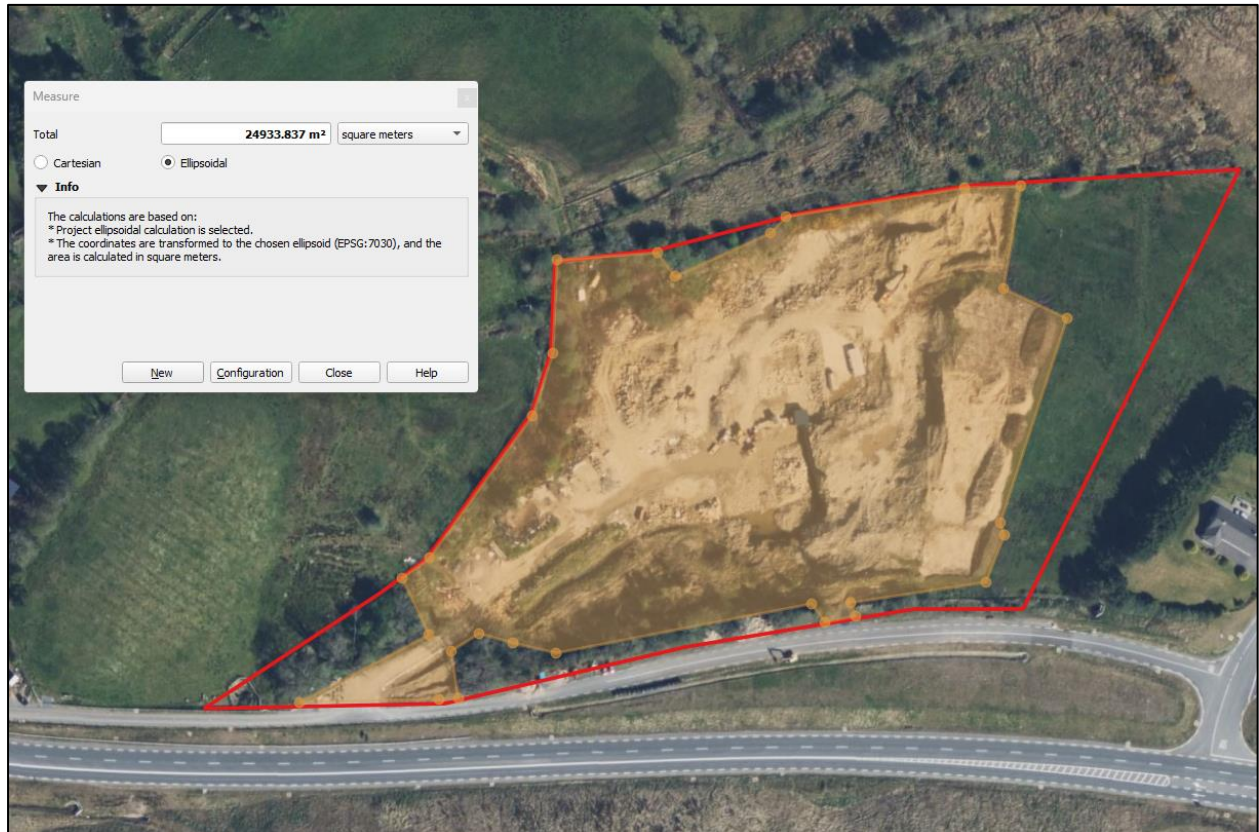 Measure
Total
24933.837 m²
square meters
Cartesian
Ellipsoidal
Info
The calculations are based on:
* Project ellipsoidal calculation is selected.
* The coordinates are transformed to the chosen ellipsoid (EPSG:7030), and the
area is calculated in square meters.
New
Configuration
Close
Help